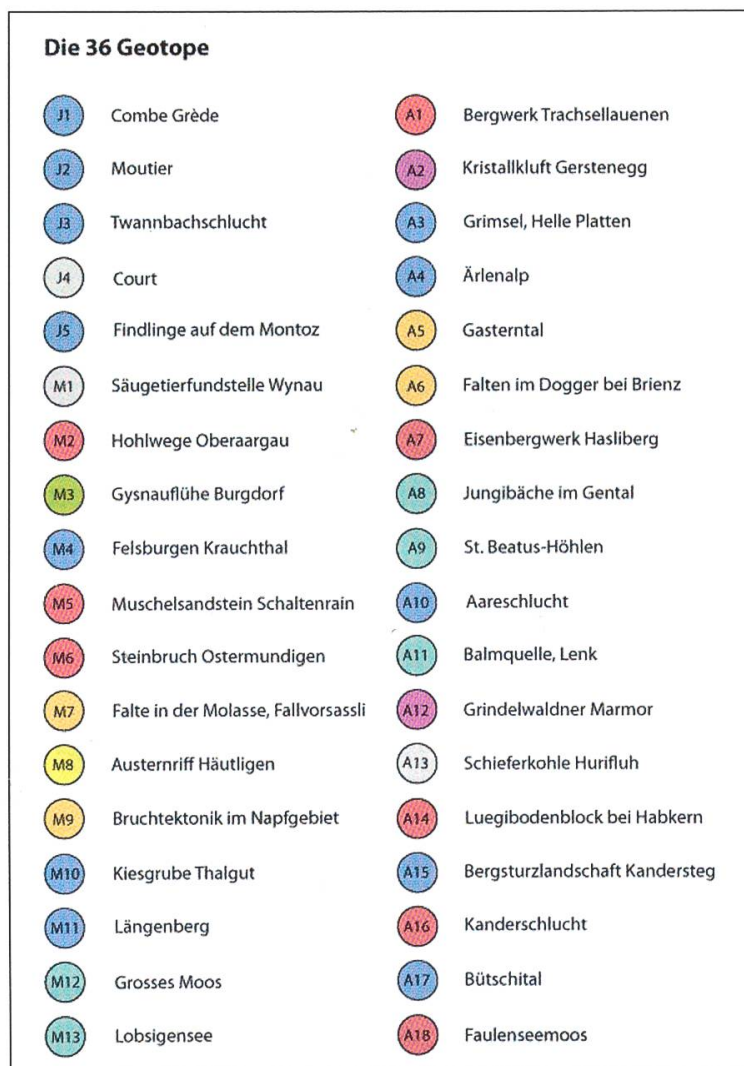 Die 36 Geotope
J1 Combe Grède
J2 Moutier
J3 Twannbachschlucht
J4 Court
J5 Findlinge auf dem Montoz
M1 Säugetierfundstelle Wynau
M2 Hohlwege Oberaargau
M3 Gysnauflühe Burgdorf
M4 Felsburgen Krauchthal
M5 Muschelsandstein Schaltenrain
M6 Steinbruch Ostermundigen
M7 Falte in der Molasse, Fallvorsassli
M8 Austernriff Häutligen
M9 Bruchtektonik im Napfgebiet
M10 Kiesgrube Thalgut
M11 Längenberg
M12 Grosses Moos
M13 Lobsigensee
A1 Bergwerk Trachsellauenen
A2 Kristallkluft Gerstenegg
A3 Grimsel, Helle Platten
A4 Ärlenalp
A5 Gasterntal
A6 Falten im Dogger bei Brienz
A7 Eisenbergwerk Hasliberg
A8 Jungibäche im Gental
A9 St. Beatus-Höhlen
A10 Aareschlucht
A11 Balmquelle, Lenk
A12 Grindelwaldner Marmor
A13 Schieferkohle Hurifluh
A14 Luegibodenblock bei Habkern
A15 Bergsturzlandschaft Kandersteg
A16 Kanderschlucht
A17 Bütschital
A18 Faulenseemoos